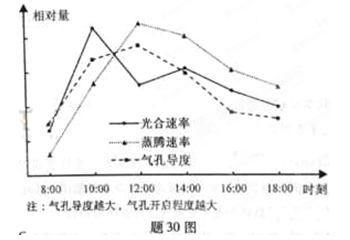 相对量
光合速率
蒸腾速率
气孔导度
8:00 10:00 12:00 14:00 16:00 18:00 时刻
注：气孔导度越大，气孔开启程度越大
题 30 图